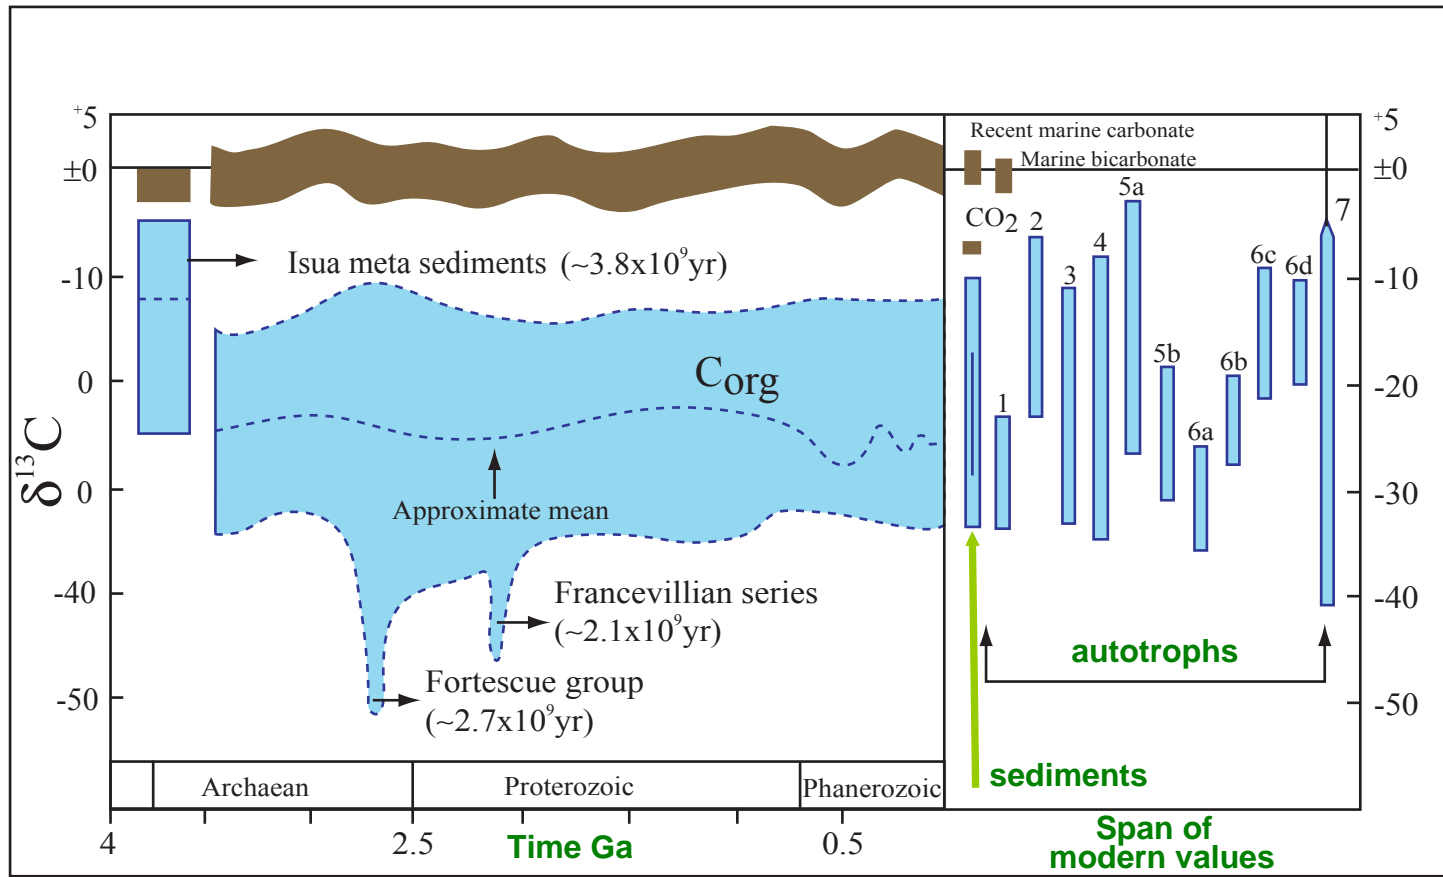 +5
±0
-10
0
0
-40
-50
δ¹³C
Isua meta sediments (~3.8x10⁹yr)
Corg
Approximate mean
Francevillian series
(~2.1x10⁹yr)
Fortescue group
(~2.7x10⁹yr)
Archaean
Proterozoic
Phanerozoic
4
2.5
Time Ga
0.5
Recent marine carbonate
Marine bicarbonate
CO₂
1
2
3
4
5a
5b
6a
6b
6c
6d
7
autotrophs
sediments
Span of
modern values
+5
±0
-10
-20
-30
-40
-50